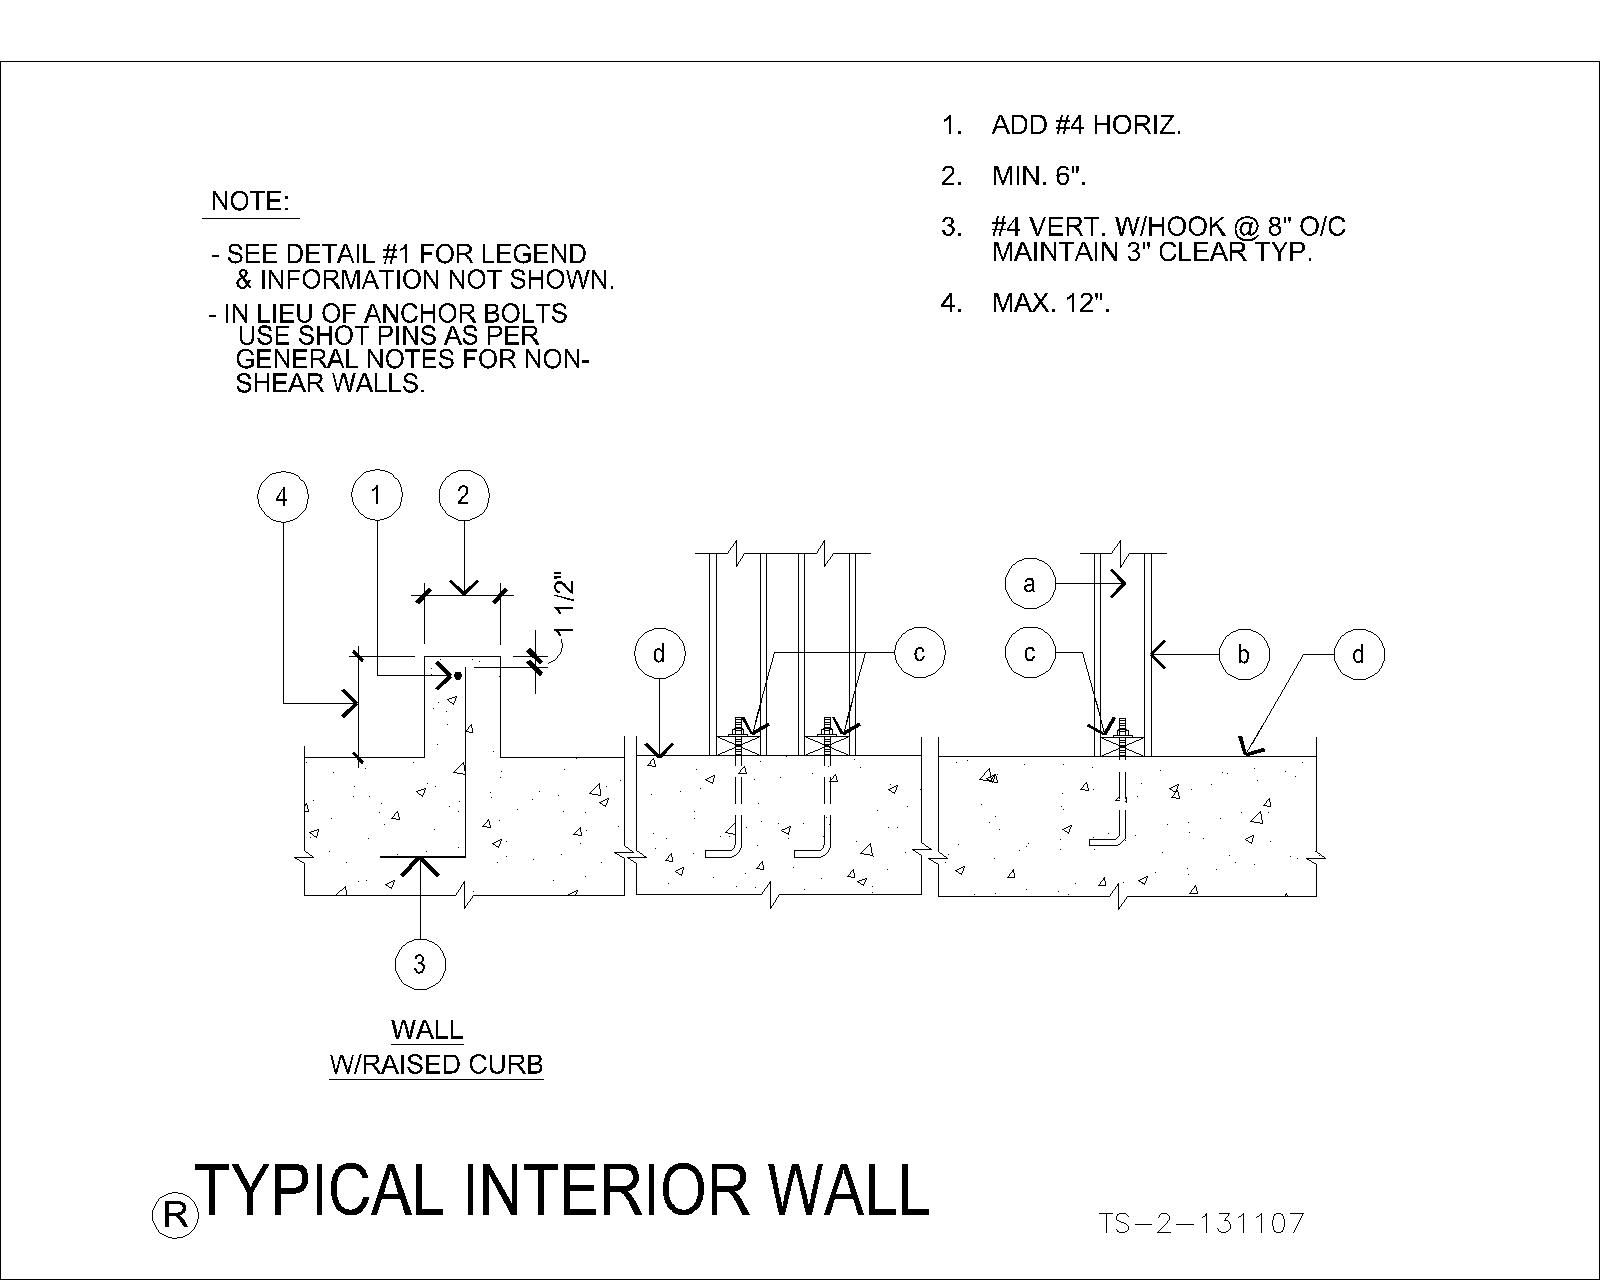 NOTE:
- SEE DETAIL #1 FOR LEGEND
& INFORMATION NOT SHOWN.
- IN LIEU OF ANCHOR BOLTS
USE SHOT PINS AS PER
GENERAL NOTES FOR NON-
SHEAR WALLS.
1. ADD #4 HORIZ.
2. MIN. 6".
3. #4 VERT. W/HOOK @ 8" O/C
MAINTAIN 3" CLEAR TYP.
4. MAX. 12".
4
1
2
1 1/2"
d
c
a
c
b
d
3
WALL
W/RAISED CURB
R
TYPICAL INTERIOR WALL
TS-2-131107